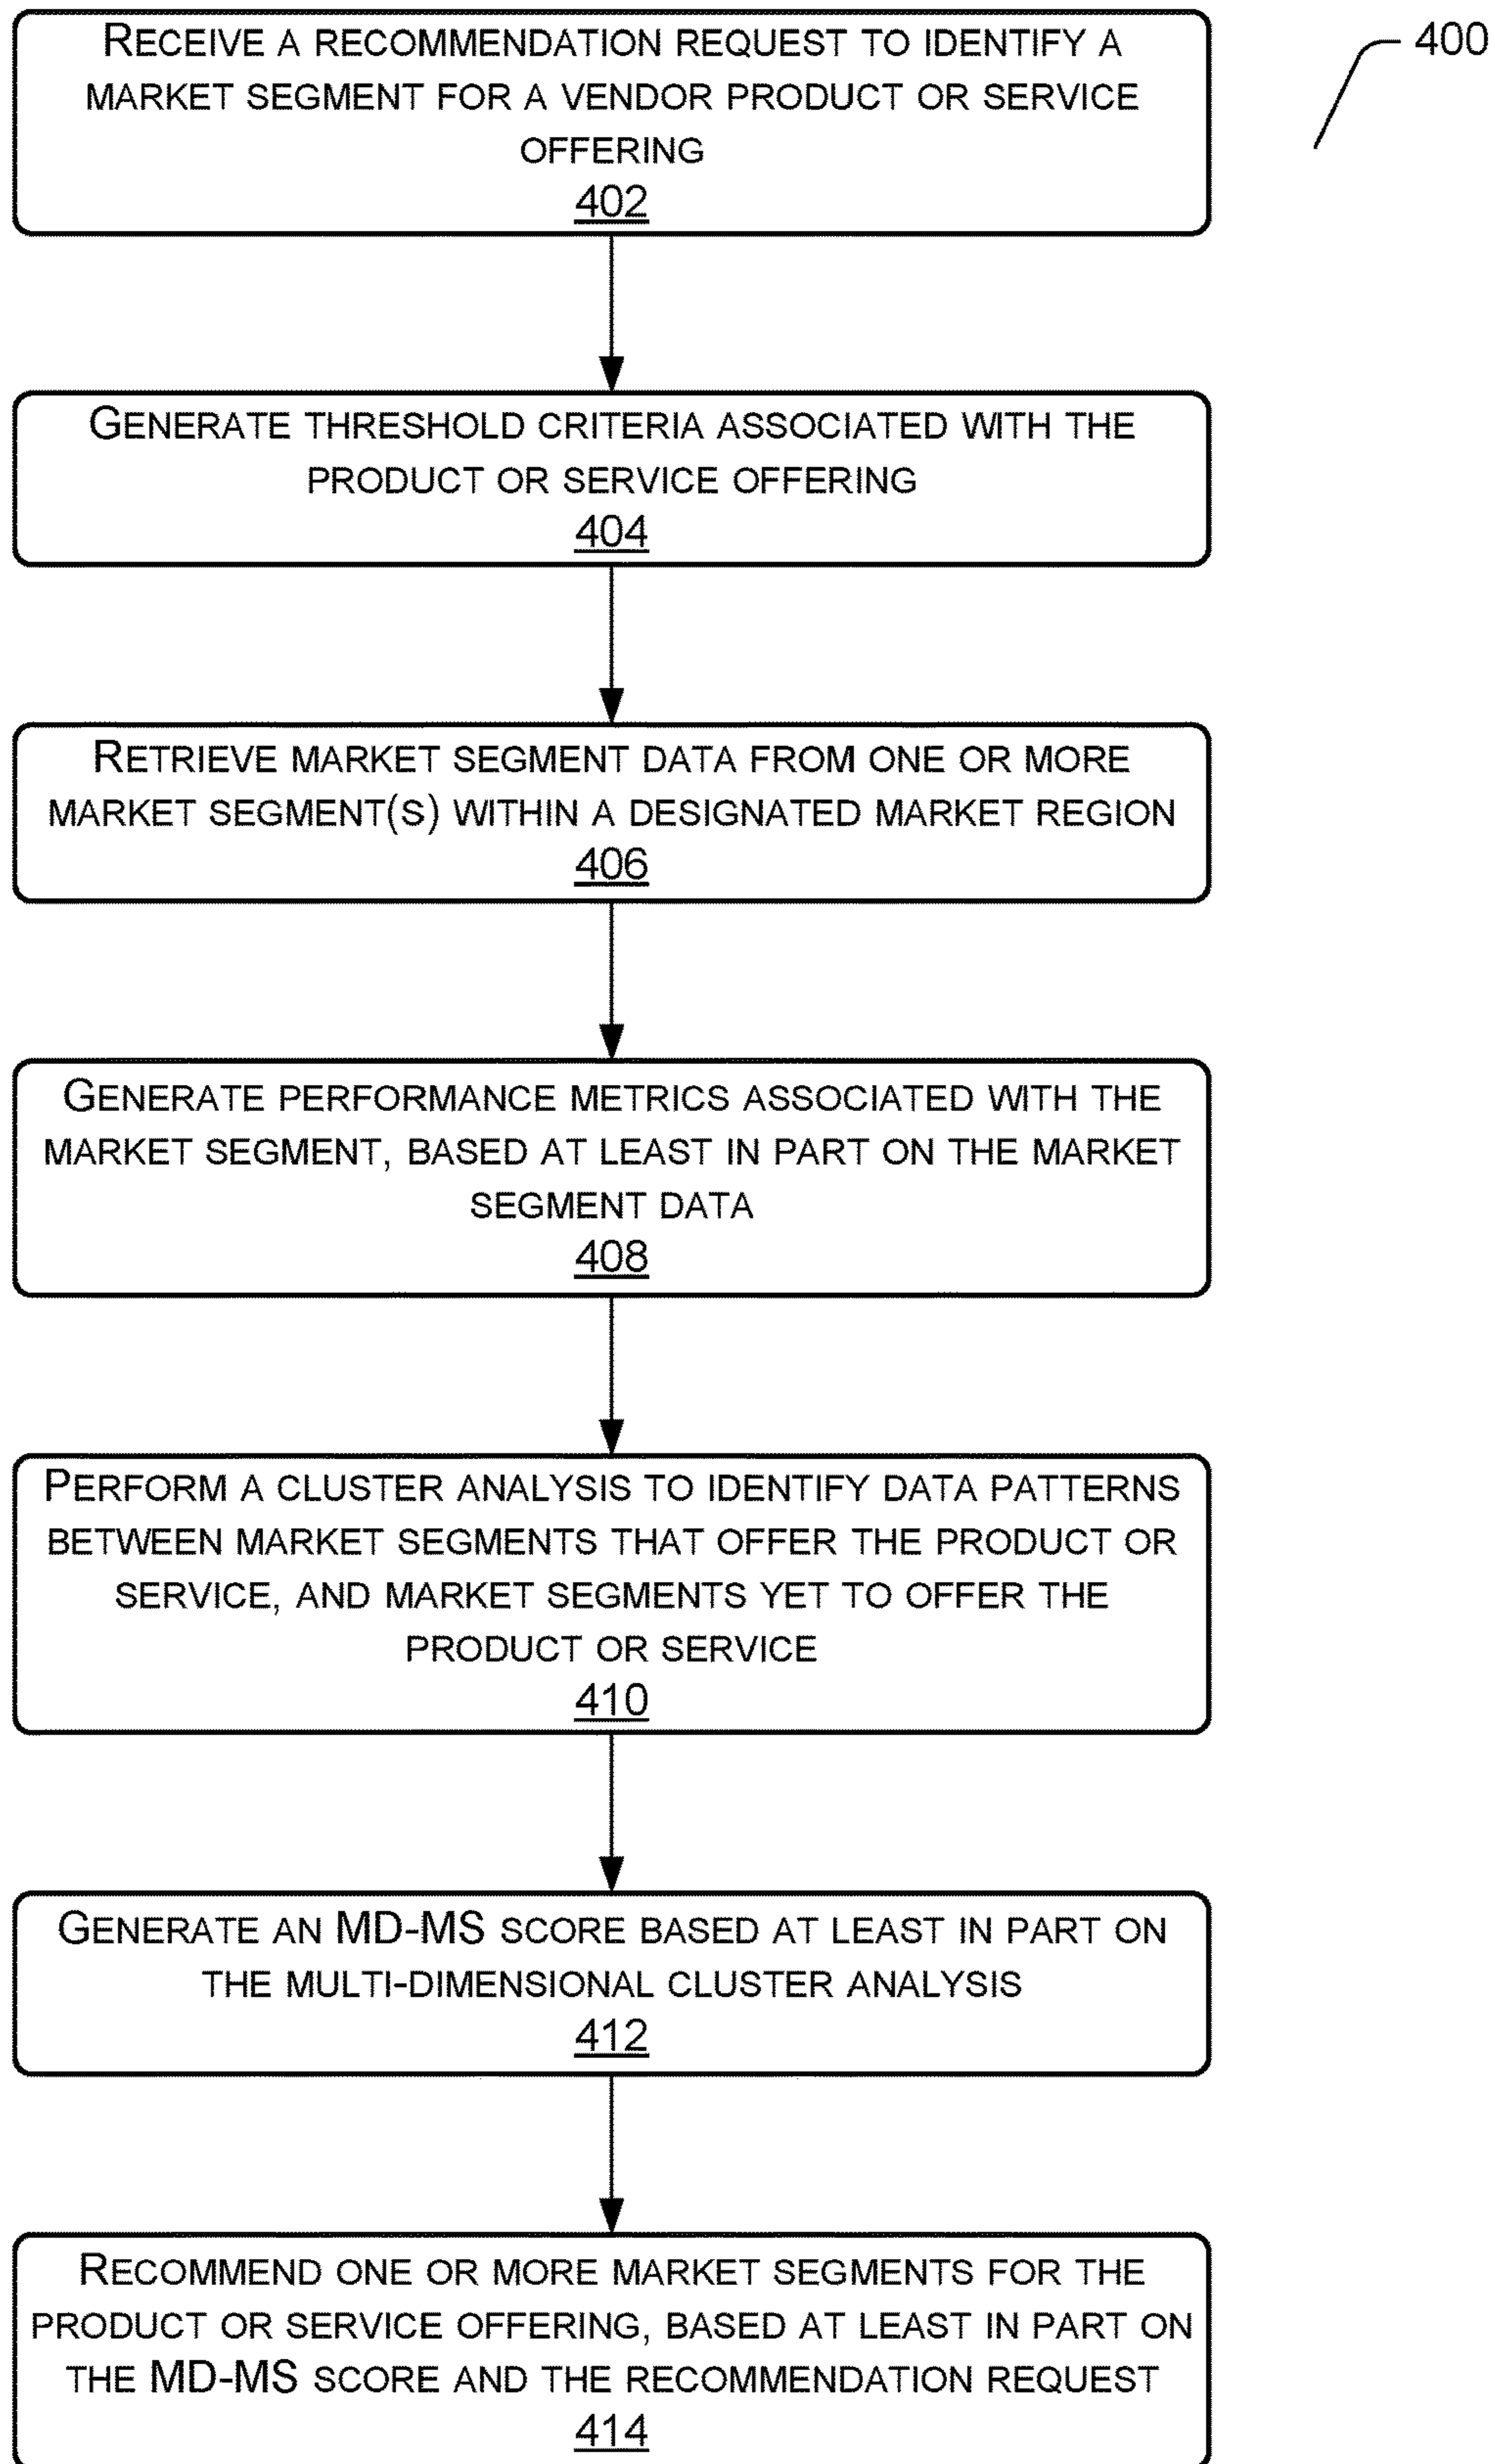 RECEIVE A RECOMMENDATION REQUEST TO IDENTIFY A
MARKET SEGMENT FOR A VENDOR PRODUCT OR SERVICE
OFFERING
402
400
GENERATE THRESHOLD CRITERIA ASSOCIATED WITH THE
PRODUCT OR SERVICE OFFERING
404
RETRIEVE MARKET SEGMENT DATA FROM ONE OR MORE
MARKET SEGMENT(S) WITHIN A DESIGNATED MARKET REGION
406
GENERATE PERFORMANCE METRICS ASSOCIATED WITH THE
MARKET SEGMENT, BASED AT LEAST IN PART ON THE MARKET
SEGMENT DATA
408
PERFORM A CLUSTER ANALYSIS TO IDENTIFY DATA PATTERNS
BETWEEN MARKET SEGMENTS THAT OFFER THE PRODUCT OR
SERVICE, AND MARKET SEGMENTS YET TO OFFER THE
PRODUCT OR SERVICE
410
GENERATE AN MD-MS SCORE BASED AT LEAST IN PART ON
THE MULTI-DIMENSIONAL CLUSTER ANALYSIS
412
RECOMMEND ONE OR MORE MARKET SEGMENTS FOR THE
PRODUCT OR SERVICE OFFERING, BASED AT LEAST IN PART ON
THE MD-MS SCORE AND THE RECOMMENDATION REQUEST
414